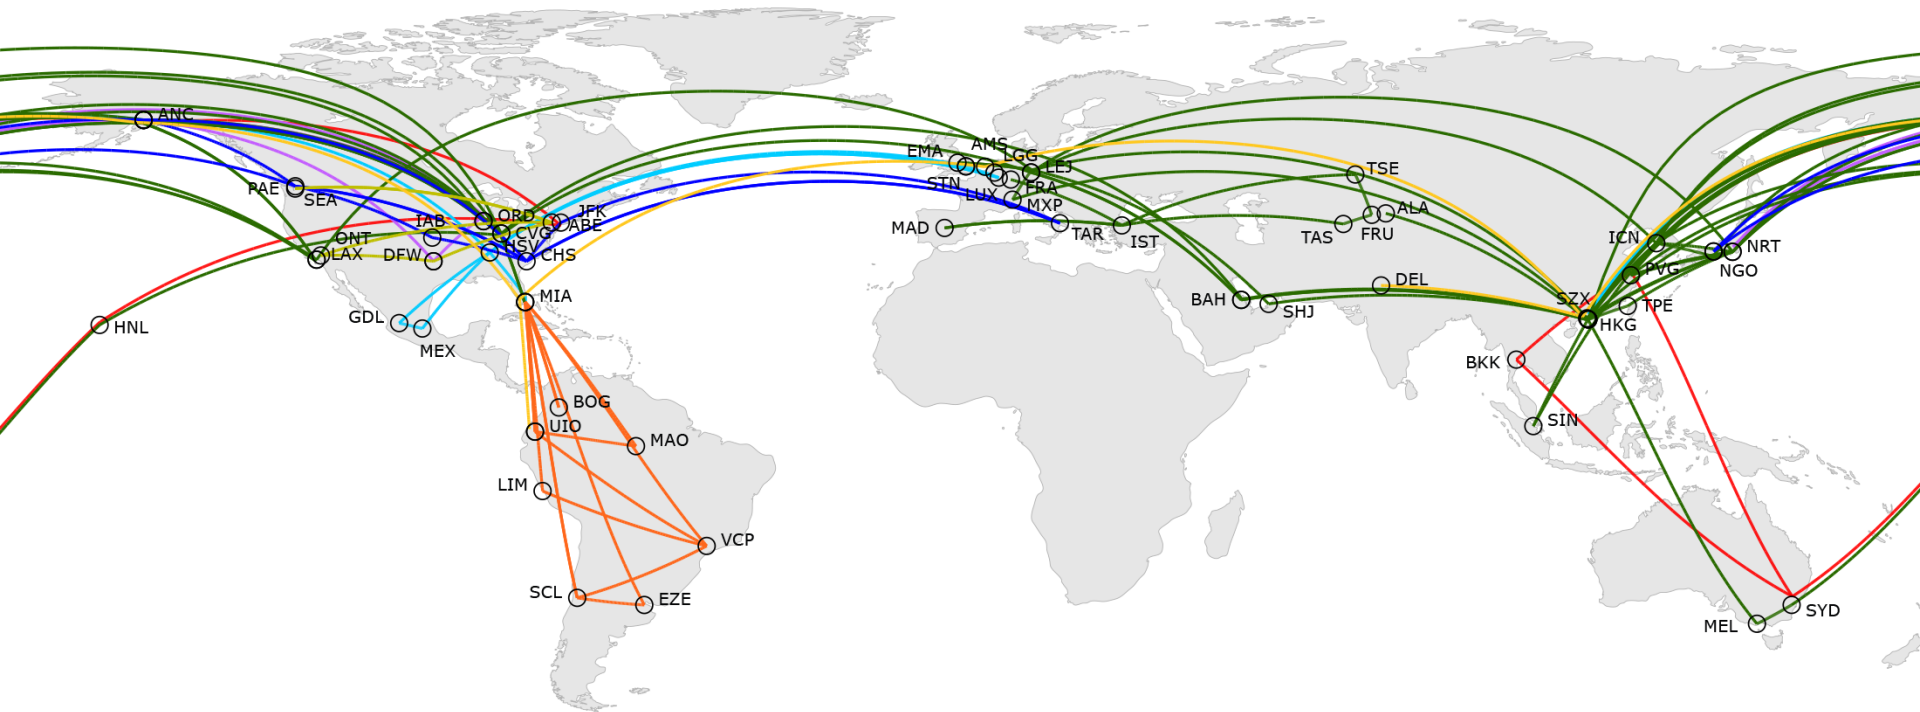 ANC
AMS
EMA
LGG
LEJ
TSE
PAE
SEA
STN
LUX
FRA
MXP
IAB
ORD
JFK
ABE
CVG
HSV
CHS
ONT
LAX
DFW
MAD
TAR
IST
TAS
FRU
ALA
ICN
NRT
NGO
PVG
DEL
BAH
SHJ
SZX
TPE
HKG
MIA
GDL
MEX
HNL
BKK
BOG
UIO
MAO
SIN
LIM
VCP
SCL
EZE
SYD
MEL